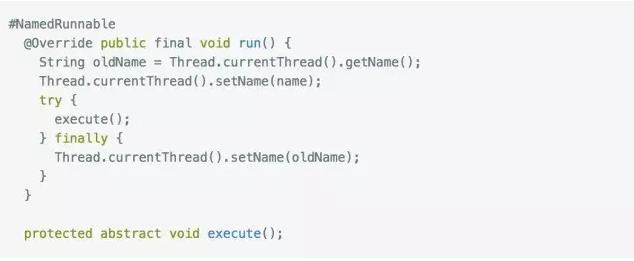 #NamedRunnable
@Override public final void run() {
String oldName = Thread.currentThread().getName();
Thread.currentThread().setName(name);
try {
execute();
} finally {
Thread.currentThread().setName(oldName);
}
}
protected abstract void execute();